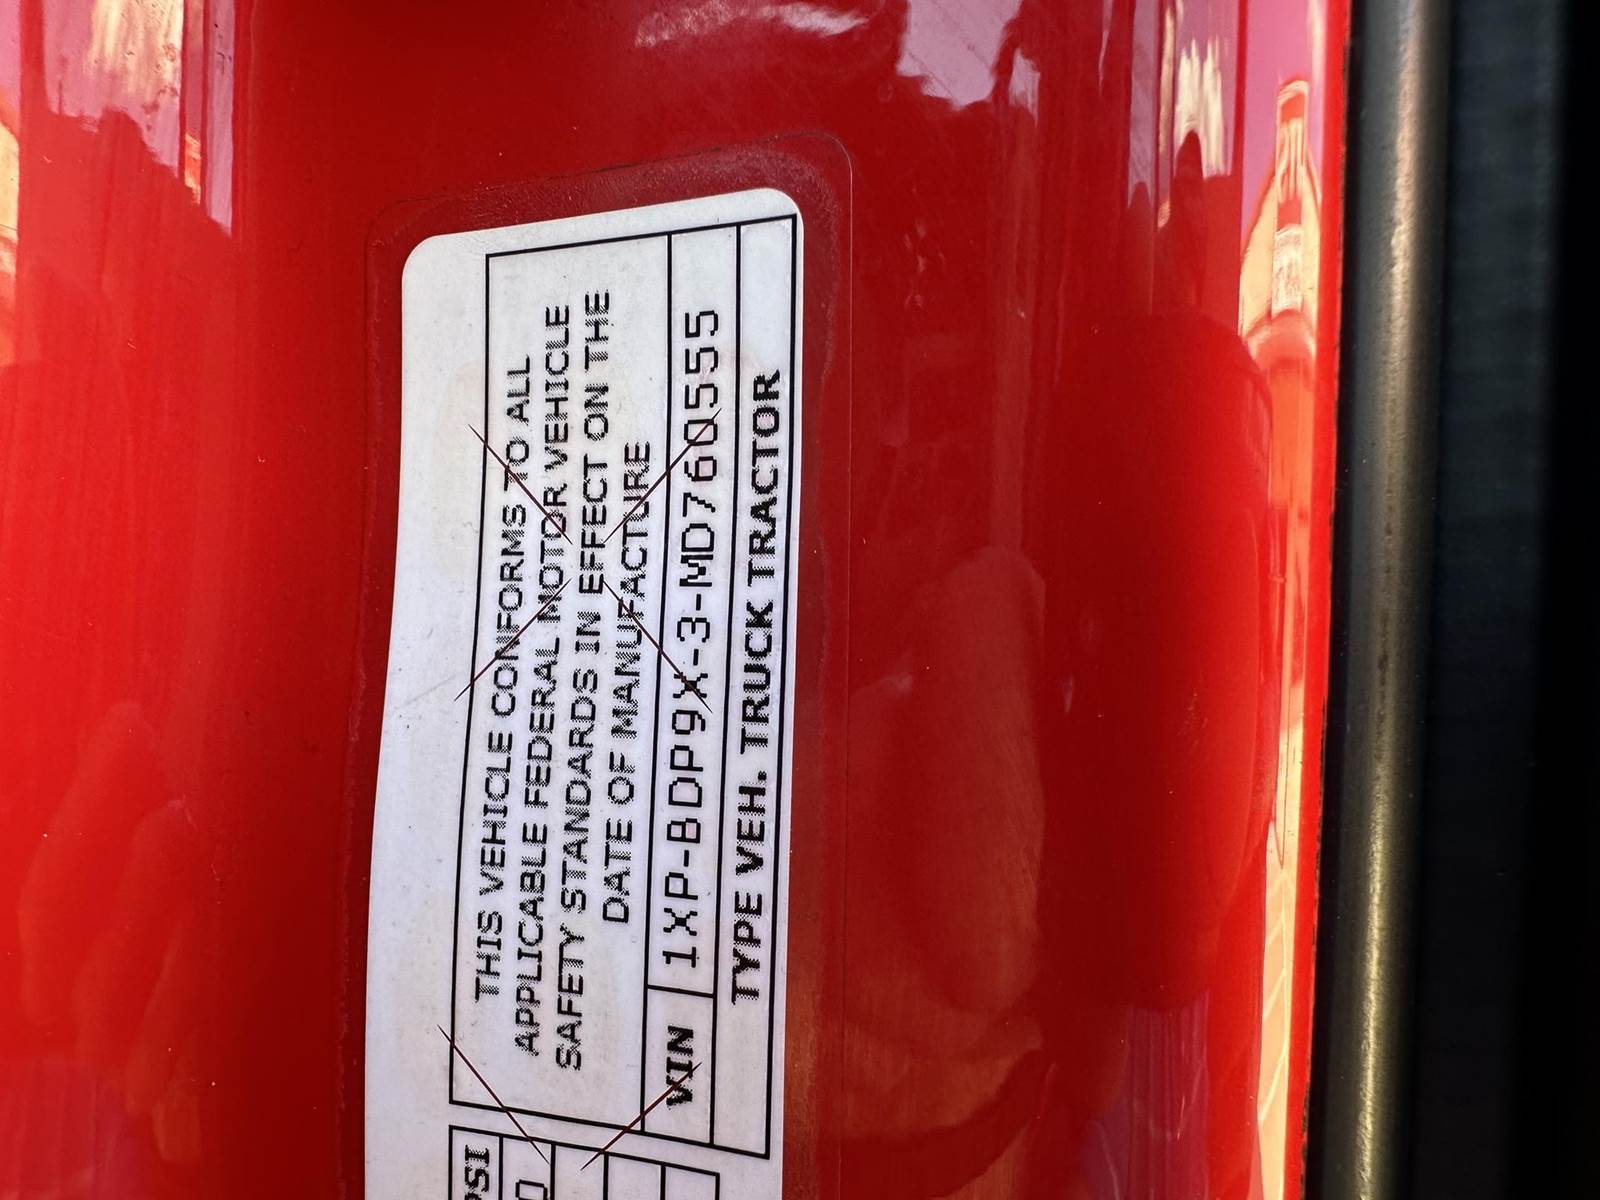 THIS VEHICLE CONFORMS TO ALL
APPLICABLE FEDERAL MOTOR VEHICLE
SAFETY STANDARDS IN EFFECT ON THE
DATE OF MANUFACTURE
VIN 1XP-BDP9X-3-MD760555
TYPE VEH. TRUCK TRACTOR
PSI